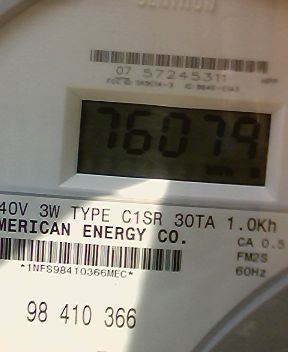 CENTRON
07 57245311
76079
40V 3W TYPE C1SR 30TA 1.0Kh
MERICAN ENERGY CO.
CA 0.5
FM2S
60Hz
*1NFS98410366MEC*
98 410 366